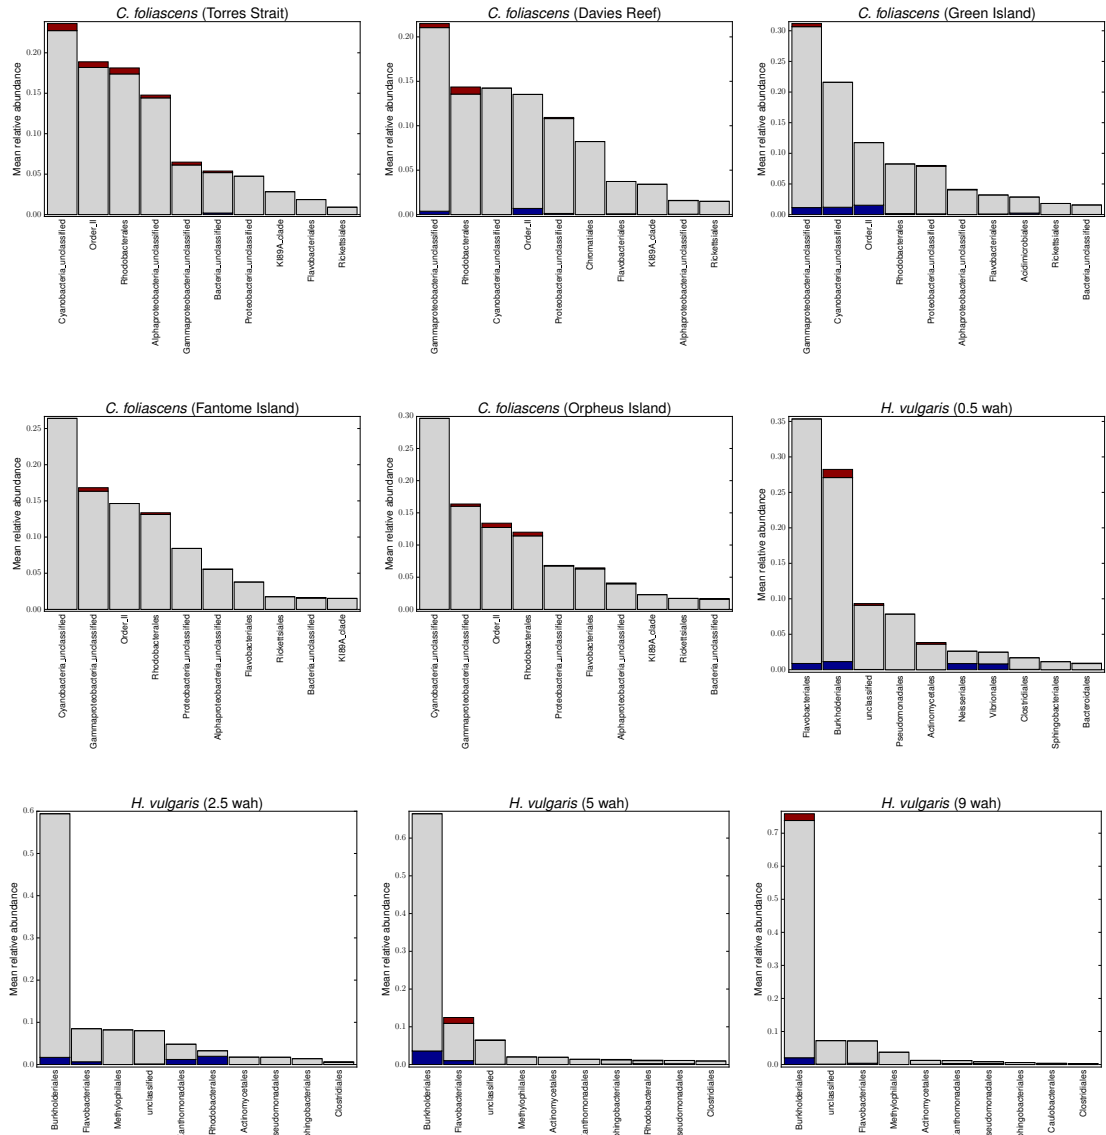 C. foliascens (Torres Strait)
Mean relative abundance
0.20
0.15
0.10
0.05
0.00
Cyanobacteria_unclassified
Order_II
Rhodobacterales
Alphaproteobacteria_unclassified
Gammaproteobacteria_unclassified
Bacteria_unclassified
Proteobacteria_unclassified
KI89A_clade
Flavobacteriales
Rickettsiales
C. foliascens (Davies Reef)
Mean relative abundance
0.20
0.15
0.10
0.05
0.00
Gammaproteobacteria_unclassified
Rhodobacterales
Cyanobacteria_unclassified
Order_II
Proteobacteria_unclassified
Chromatiales
Flavobacteriales
KI89A_clade
Alphaproteobacteria_unclassified
Rickettsiales
C. foliascens (Green Island)
Mean relative abundance
0.30
0.25
0.20
0.15
0.10
0.05
0.00
Gammaproteobacteria_unclassified
Cyanobacteria_unclassified
Order_II
Rhodobacterales
Proteobacteria_unclassified
Alphaproteobacteria_unclassified
Flavobacteriales
Acidimicrobiales
Rickettsiales
Bacteria_unclassified
C. foliascens (Fantome Island)
Mean relative abundance
0.25
0.20
0.15
0.10
0.05
0.00
Cyanobacteria_unclassified
Gammaproteobacteria_unclassified
Order_II
Rhodobacterales
Proteobacteria_unclassified
Alphaproteobacteria_unclassified
Flavobacteriales
Rickettsiales
Bacteria_unclassified
KI89A_clade
C. foliascens (Orpheus Island)
Mean relative abundance
0.30
0.25
0.20
0.15
0.10
0.05
0.00
Cyanobacteria_unclassified
Gammaproteobacteria_unclassified
Order_II
Rhodobacterales
Proteobacteria_unclassified
Flavobacteriales
Alphaproteobacteria_unclassified
KI89A_clade
Rickettsiales
Bacteria_unclassified
H. vulgaris (0.5 wah)
Mean relative abundance
0.35
0.30
0.25
0.20
0.15
0.10
0.05
0.00
Flavobacteriales
Burkholderiales
unclassified
Pseudomonadales
Actinomycetales
Neisseriales
Vibrionales
Clostridiales
Sphingobacteriales
Bacteroidales
H. vulgaris (2.5 wah)
Mean relative abundance
0.6
0.5
0.4
0.3
0.2
0.1
0.0
Burkholderiales
Flavobacteriales
Methylophilales
unclassified
anthomonadales
Rhodobacterales
Actinomycetales
seudomonadales
phingobacteriales
Clostridiales
H. vulgaris (5 wah)
Mean relative abundance
0.6
0.5
0.4
0.3
0.2
0.1
0.0
Burkholderiales
Flavobacteriales
unclassified
Methylophilales
Actinomycetales
anthomonadales
phingobacteriales
Rhodobacterales
seudomonadales
Clostridiales
H. vulgaris (9 wah)
Mean relative abundance
0.7
0.6
0.5
0.4
0.3
0.2
0.1
0.0
Burkholderiales
unclassified
Flavobacteriales
Methylophilales
Actinomycetales
anthomonadales
seudomonadales
phingobacteriales
Caulobacterales
Clostridiales